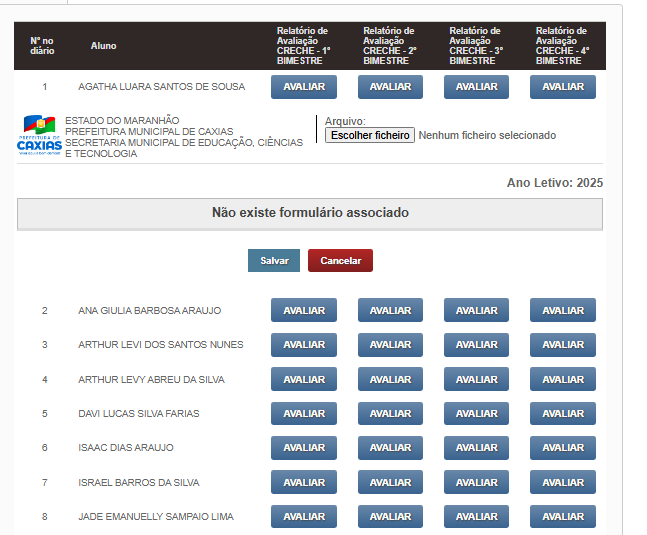 Nº no diário
Aluno
Relatório de Avaliação CRECHE - 1º BIMESTRE
Relatório de Avaliação CRECHE - 2º BIMESTRE
Relatório de Avaliação CRECHE - 3º BIMESTRE
Relatório de Avaliação CRECHE - 4º BIMESTRE
1 AGATHA LUARA SANTOS DE SOUSA AVALIAR AVALIAR AVALIAR AVALIAR
PREFEITURA DE
CAXIAS
ESTADO DO MARANHÃO
PREFEITURA MUNICIPAL DE CAXIAS
SECRETARIA MUNICIPAL DE EDUCAÇÃO, CIÊNCIAS
E TECNOLOGIA
Arquivo:
Escolher ficheiro Nenhum ficheiro selecionado
Ano Letivo: 2025
Não existe formulário associado
Salvar Cancelar
2 ANA GIULIA BARBOSA ARAUJO AVALIAR AVALIAR AVALIAR AVALIAR
3 ARTHUR LEVI DOS SANTOS NUNES AVALIAR AVALIAR AVALIAR AVALIAR
4 ARTHUR LEVY ABREU DA SILVA AVALIAR AVALIAR AVALIAR AVALIAR
5 DAVI LUCAS SILVA FARIAS AVALIAR AVALIAR AVALIAR AVALIAR
6 ISAAC DIAS ARAUJO AVALIAR AVALIAR AVALIAR AVALIAR
7 ISRAEL BARROS DA SILVA AVALIAR AVALIAR AVALIAR AVALIAR
8 JADE EMANUELLY SAMPAIO LIMA AVALIAR AVALIAR AVALIAR AVALIAR